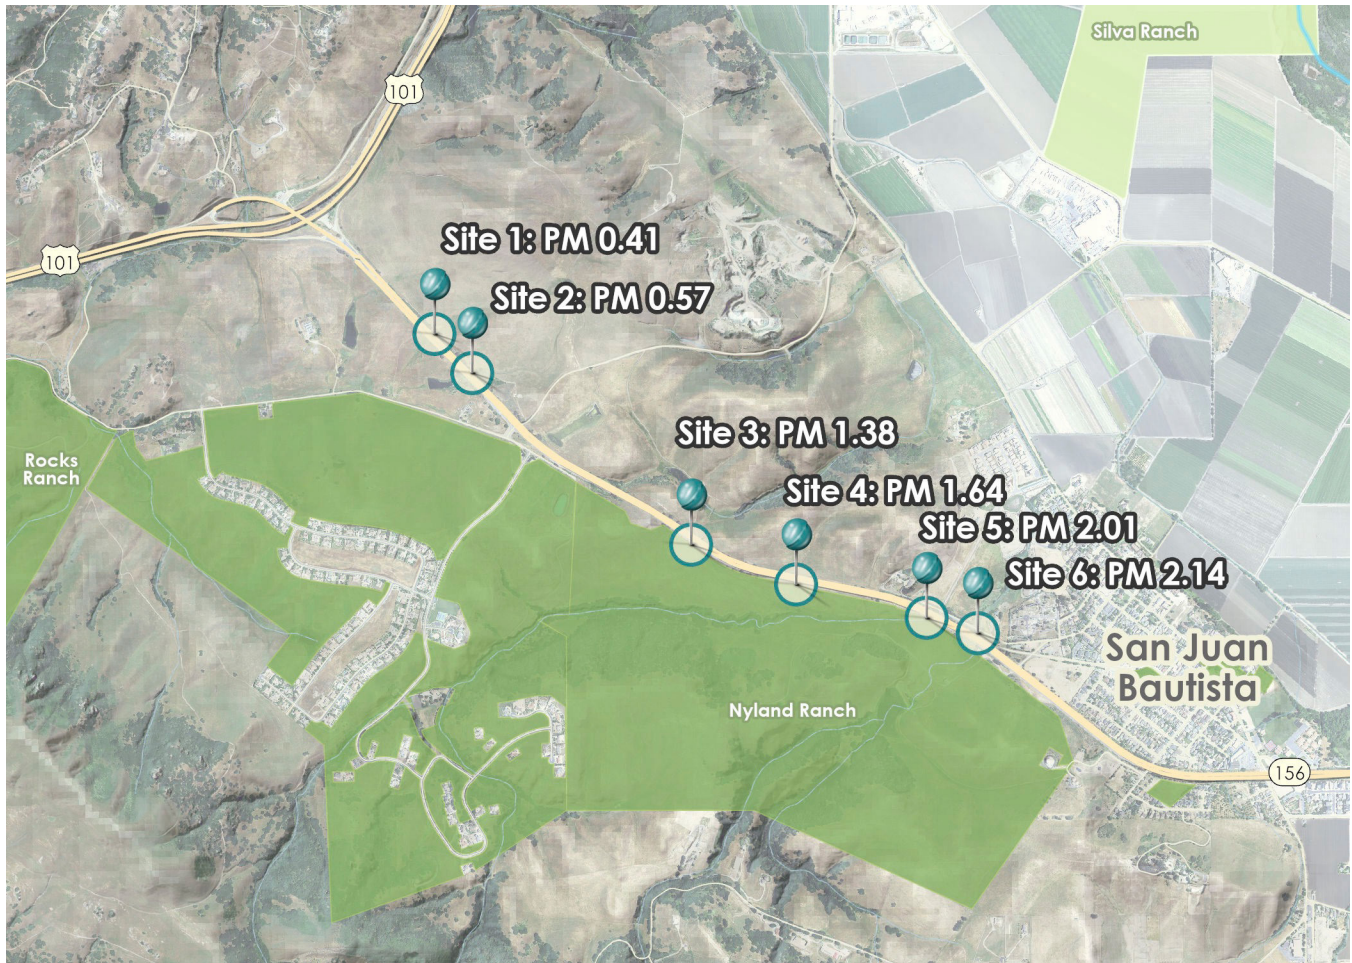 Silva Ranch
101
Site 1: PM 0.41
101
Site 2: PM 0.57
Site 3: PM 1.38
Rocks
Ranch
Site 4: PM 1.64
Site 5: PM 2.01
Site 6: PM 2.14
San Juan
Bautista
Nyland Ranch
156